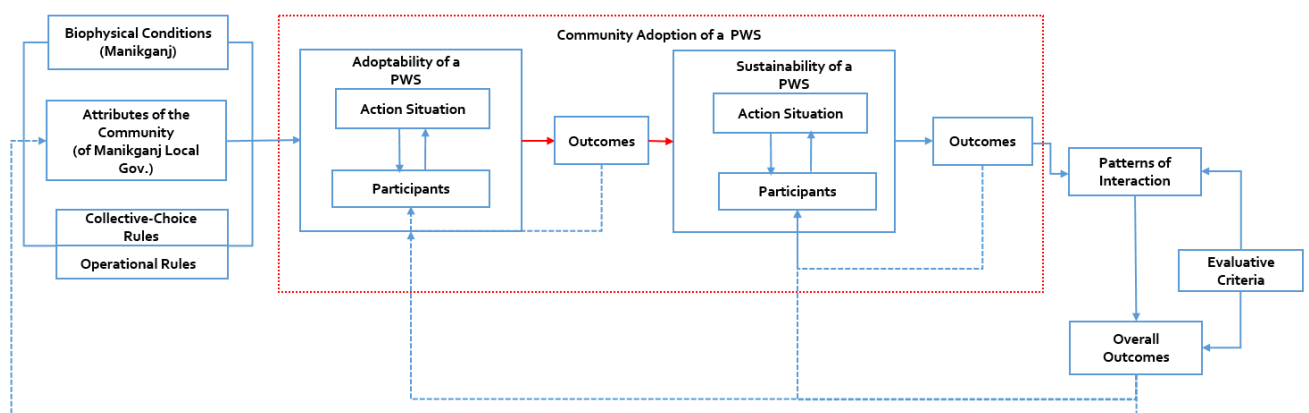 Biophysical Conditions
(Manikganj)
Attributes of the
Community
(of Manikganj Local
Gov.)
Collective-Choice
Rules
Operational Rules
Community Adoption of a PWS
Adoptability of a
PWS
Action Situation
Participants
Outcomes
Sustainability of a
PWS
Action Situation
Participants
Outcomes
Patterns of
Interaction
Evaluative
Criteria
Overall
Outcomes